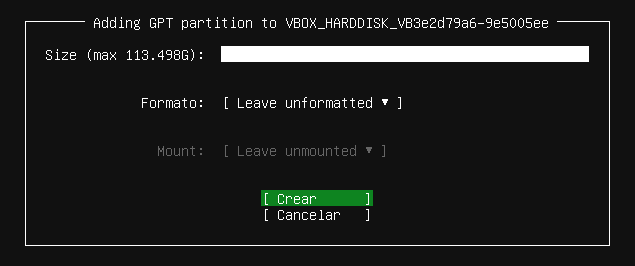 Adding GPT partition to VBOX_HARDDISK_VB3e2d79a6-9e5005ee
Size (max 113.498G):
Formato: [ Leave unformatted ▾ ]
Mount: [ Leave unmounted ▾ ]
[ Crear ]
[ Cancelar ]